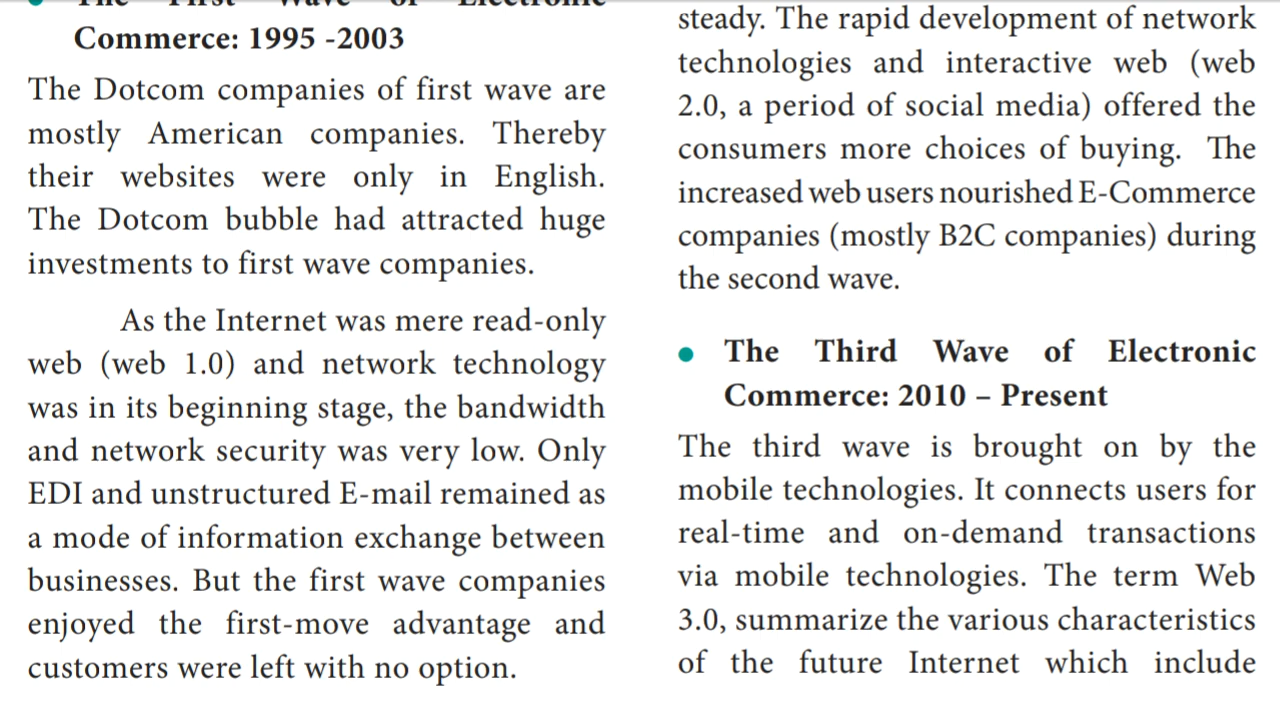 The First Wave of Electronic
Commerce: 1995 -2003
The Dotcom companies of first wave are
mostly American companies. Thereby
their websites were only in English.
The Dotcom bubble had attracted huge
investments to first wave companies.
As the Internet was mere read-only
web (web 1.0) and network technology
was in its beginning stage, the bandwidth
and network security was very low. Only
EDI and unstructured E-mail remained as
a mode of information exchange between
businesses. But the first wave companies
enjoyed the first-move advantage and
customers were left with no option.
steady. The rapid development of network
technologies and interactive web (web
2.0, a period of social media) offered the
consumers more choices of buying. The
increased web users nourished E-Commerce
companies (mostly B2C companies) during
the second wave.
● The Third Wave of Electronic
Commerce: 2010 – Present
The third wave is brought on by the
mobile technologies. It connects users for
real-time and on-demand transactions
via mobile technologies. The term Web
3.0, summarize the various characteristics
of the future Internet which include